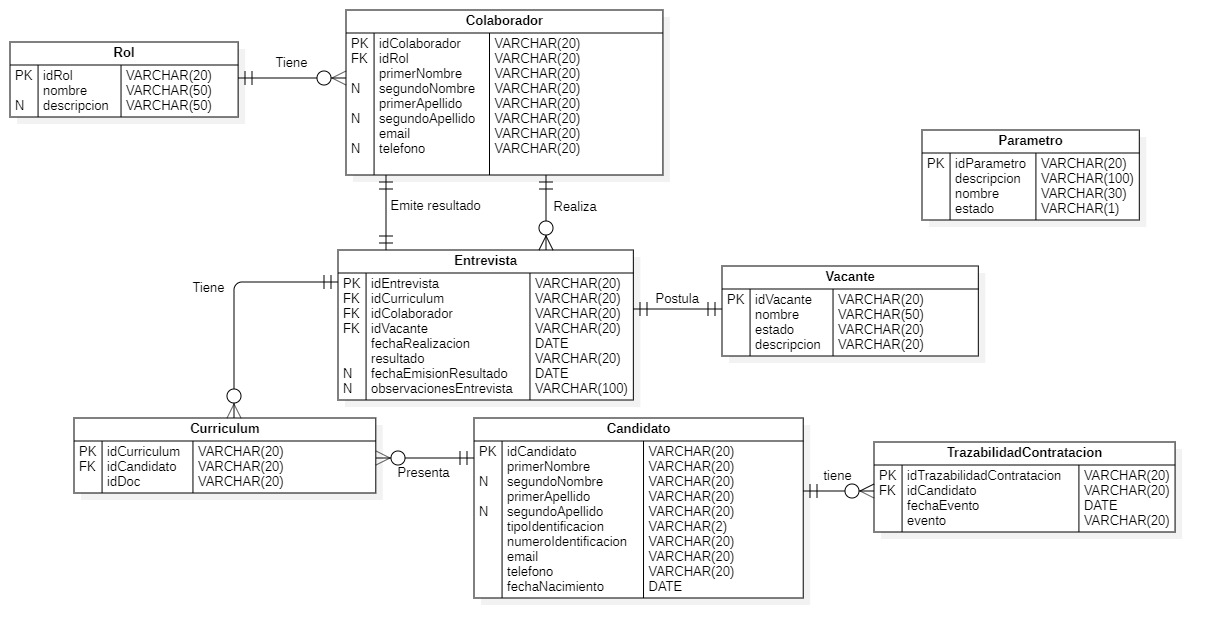 Colaborador
PK idColaborador VARCHAR(20)
FK idRol VARCHAR(20)
primerNombre VARCHAR(20)
N segundoNombre VARCHAR(20)
primerApellido VARCHAR(20)
N segundoApellido VARCHAR(20)
email VARCHAR(20)
N telefono VARCHAR(20)
Rol
PK idRol VARCHAR(20)
nombre VARCHAR(50)
N descripcion VARCHAR(50)
Tiene
Parametro
PK idParametro VARCHAR(20)
descripcion VARCHAR(100)
nombre VARCHAR(30)
estado VARCHAR(1)
Emite resultado
Realiza
Entrevista
PK idEntrevista VARCHAR(20)
FK idCurriculum VARCHAR(20)
FK idColaborador VARCHAR(20)
FK idVacante VARCHAR(20)
fechaRealizacion DATE
resultado VARCHAR(20)
N fechaEmisionResultado DATE
N observacionesEntrevista VARCHAR(100)
Tiene
Postula
Vacante
PK idVacante VARCHAR(20)
nombre VARCHAR(50)
estado VARCHAR(20)
descripcion VARCHAR(20)
Curriculum
PK idCurriculum VARCHAR(20)
FK idCandidato VARCHAR(20)
idDoc VARCHAR(20)
Presenta
Candidato
PK idCandidato VARCHAR(20)
primerNombre VARCHAR(20)
N segundoNombre VARCHAR(20)
primerApellido VARCHAR(20)
N segundoApellido VARCHAR(20)
tipoIdentificacion VARCHAR(2)
numeroIdentificacion VARCHAR(20)
email VARCHAR(20)
telefono VARCHAR(20)
fechaNacimiento DATE
tiene
TrazabilidadContratacion
PK idTrazabilidadContratacion VARCHAR(20)
FK idCandidato VARCHAR(20)
fechaEvento DATE
evento VARCHAR(20)